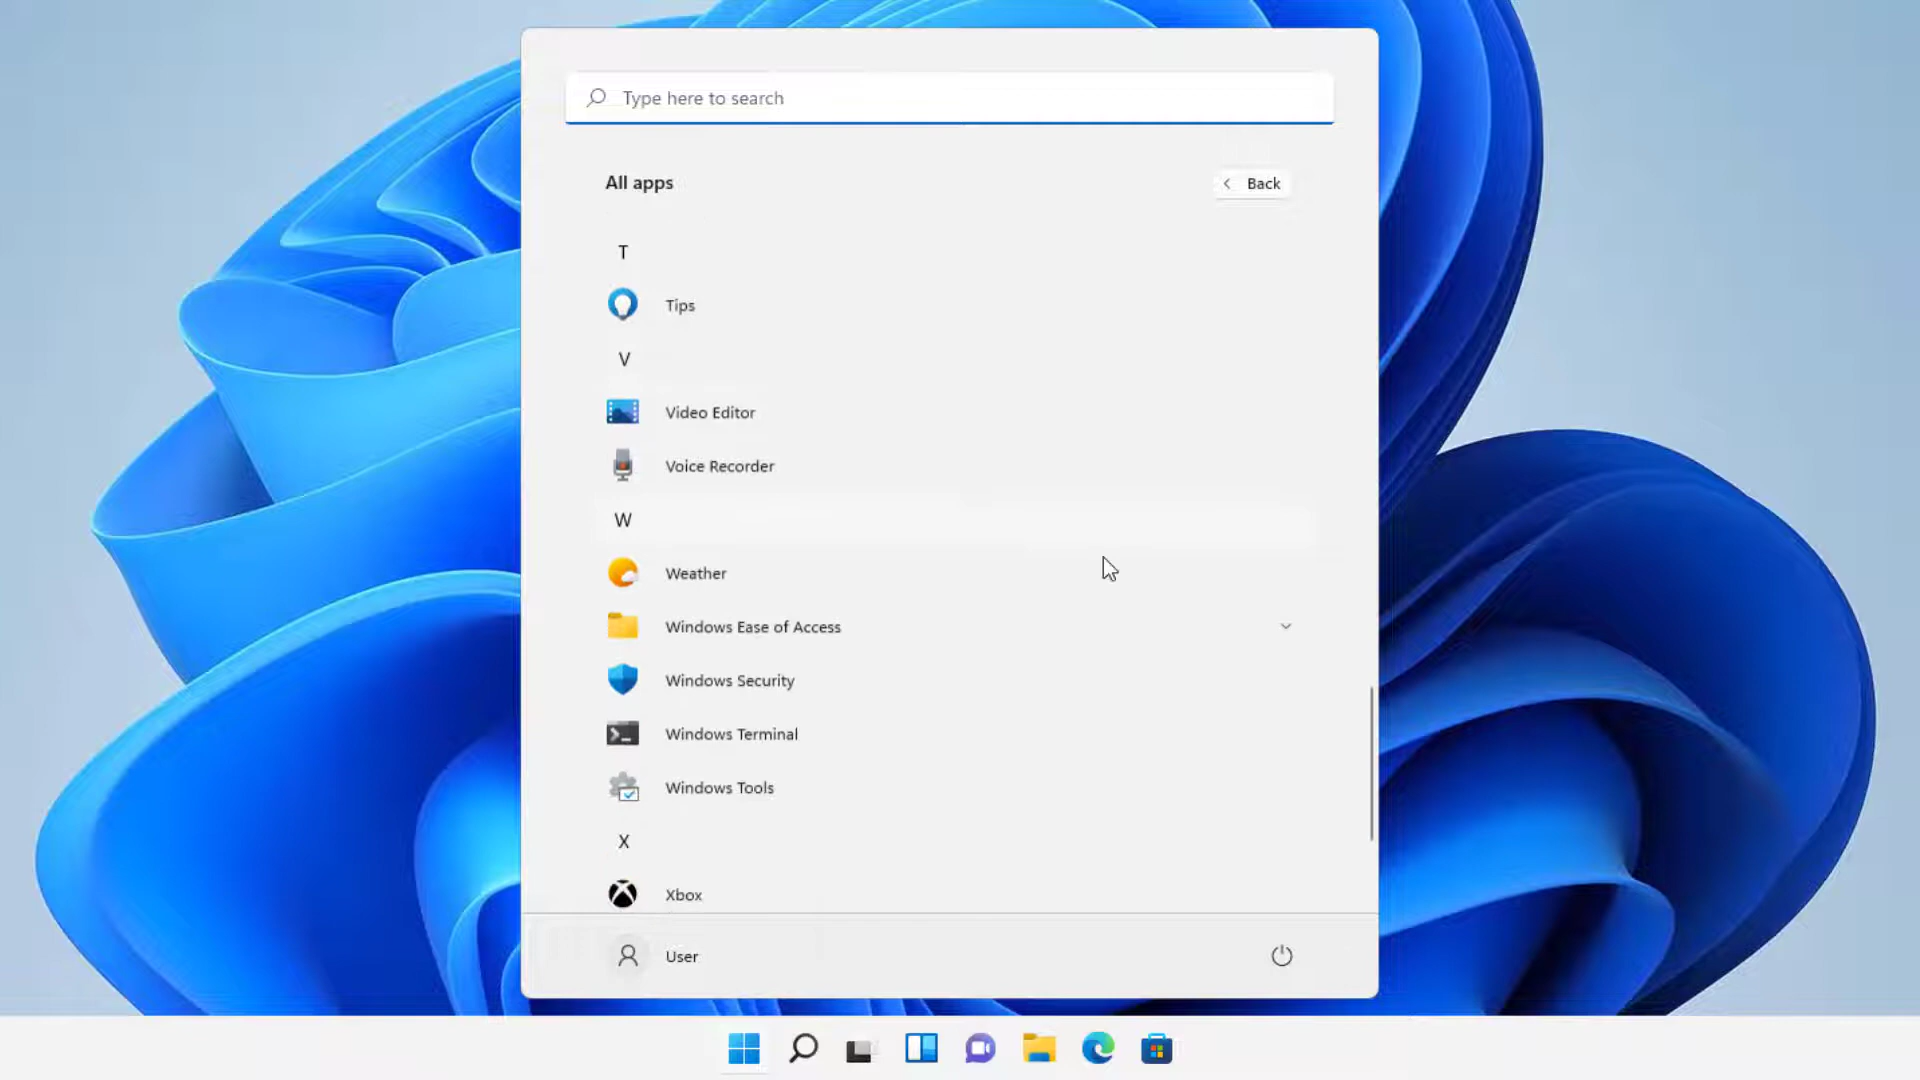 Type here to search
All apps
Back
T
Tips
V
Video Editor
Voice Recorder
W
Weather
Windows Ease of Access
Windows Security
Windows Terminal
Windows Tools
X
Xbox
User